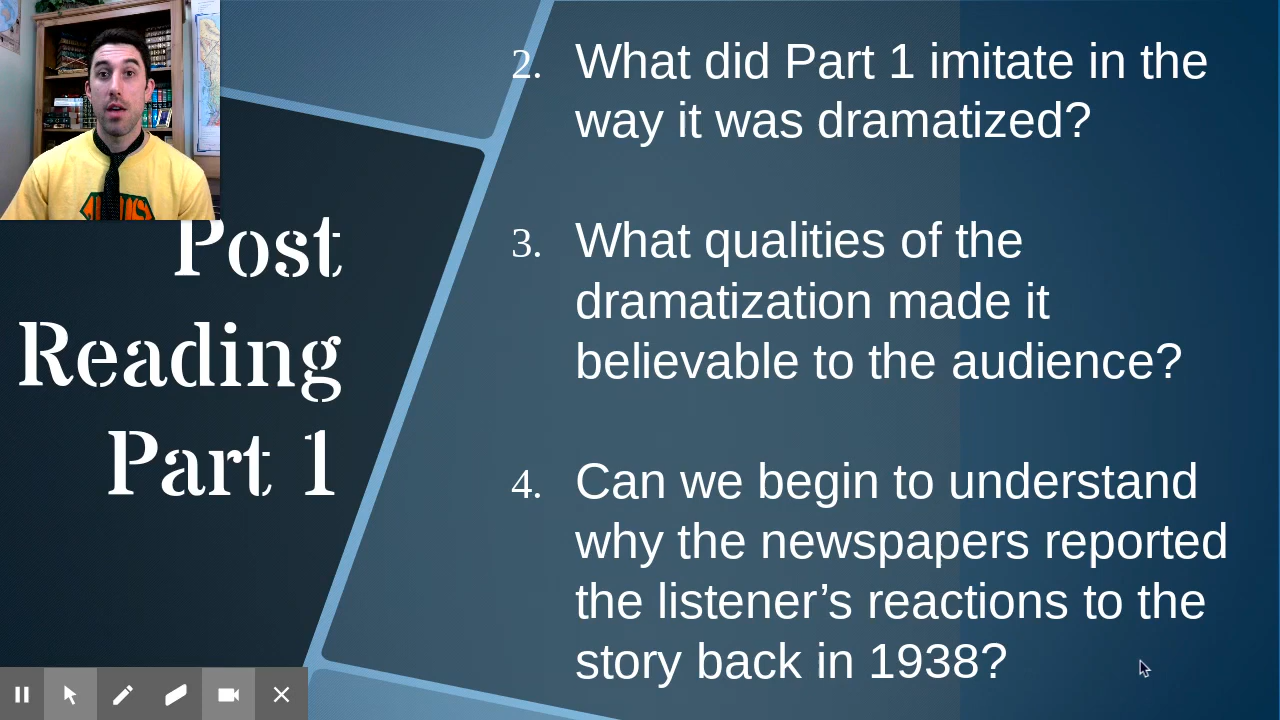 Post
Reading
Part 1
2. What did Part 1 imitate in the
way it was dramatized?
3. What qualities of the
dramatization made it
believable to the audience?
4. Can we begin to understand
why the newspapers reported
the listener’s reactions to the
story back in 1938?